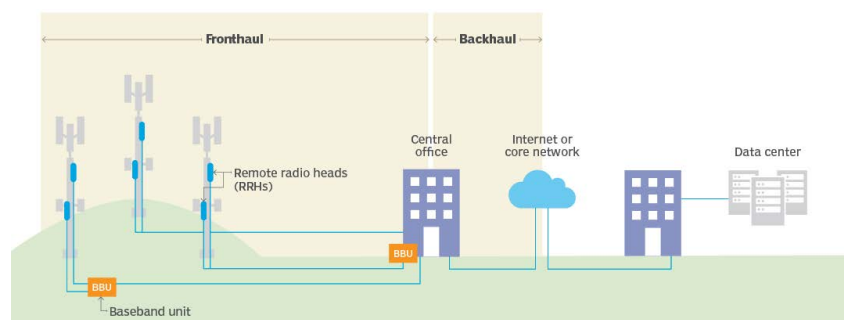 Fronthaul
Backhaul
Central
office
Internet or
core network
Data center
Remote radio heads
(RRHs)
BBU
BBU
Baseband unit